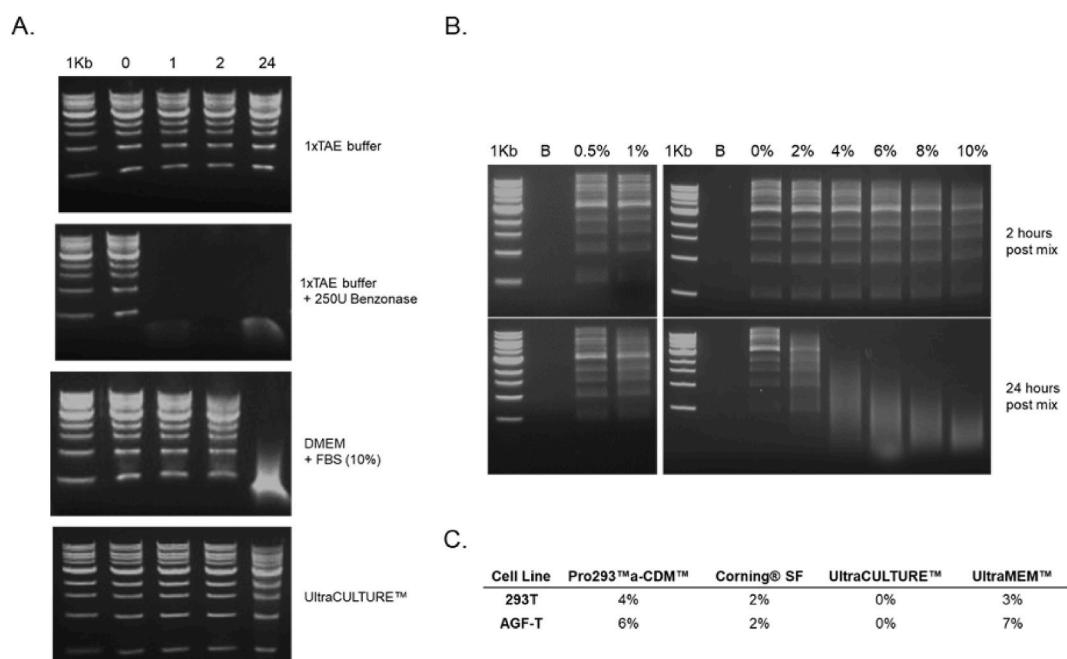 A.
1Kb 0 1 2 24
1xTAE buffer
1xTAE buffer
+ 250U Benzonase
DMEM
+ FBS (10%)
UltraCULTURE™
B.
1Kb B 0.5% 1% 1Kb B 0% 2% 4% 6% 8% 10%
2 hours
post mix
24 hours
post mix
C.
Cell Line Pro293™a-CDM™ Corning® SF UltraCULTURE™ UltraMEM™
293T 4% 2% 0% 3%
AGF-T 6% 2% 0% 7%